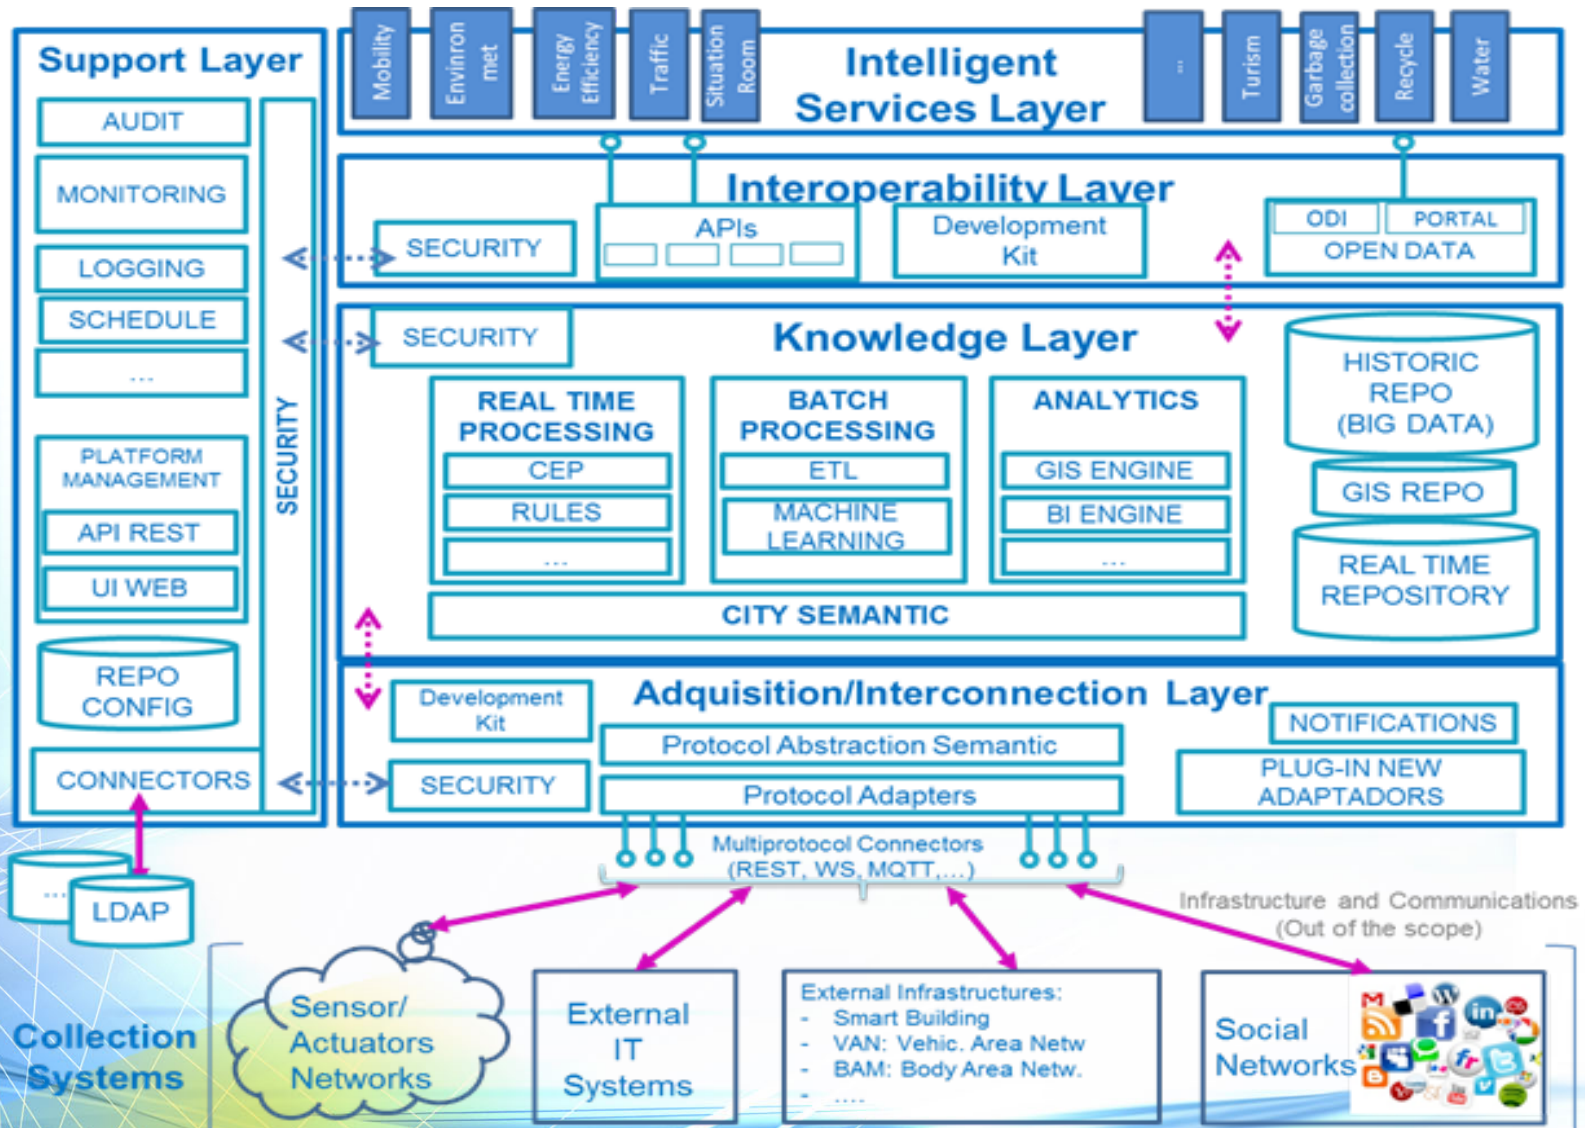 Support Layer
AUDIT
MONITORING
LOGGING
SCHEDULE
...
PLATFORM
MANAGEMENT
API REST
UI WEB
REPO
CONFIG
CONNECTORS
SECURITY
....
LDAP
Mobility
Envinron
met
Energy
Efficiency
Traffic
Situation
Room
Intelligent
Services Layer
...
Turism
Garbage
collection
Recycle
Water
Interoperability Layer
SECURITY
APIs
Development
Kit
ODI
PORTAL
OPEN DATA
SECURITY
Knowledge Layer
REAL TIME
PROCESSING
CEP
RULES
...
BATCH
PROCESSING
ETL
MACHINE
LEARNING
ANALYTICS
GIS ENGINE
BI ENGINE
...
HISTORIC
REPO
(BIG DATA)
GIS REPO
REAL TIME
REPOSITORY
CITY SEMANTIC
Adquisition/Interconnection Layer
Development
Kit
SECURITY
Protocol Abstraction Semantic
Protocol Adapters
NOTIFICATIONS
PLUG-IN NEW
ADAPTADORS
Multiprotocol Connectors
(REST, WS, MQTT,...)
Infrastructure and Communications
(Out of the scope)
Collection
Systems
Sensor/
Actuators
Networks
External
IT
Systems
External Infrastructures:
- Smart Building
- VAN: Vehic. Area Netw
- BAM: Body Area Netw.
- ....
Social
Networks